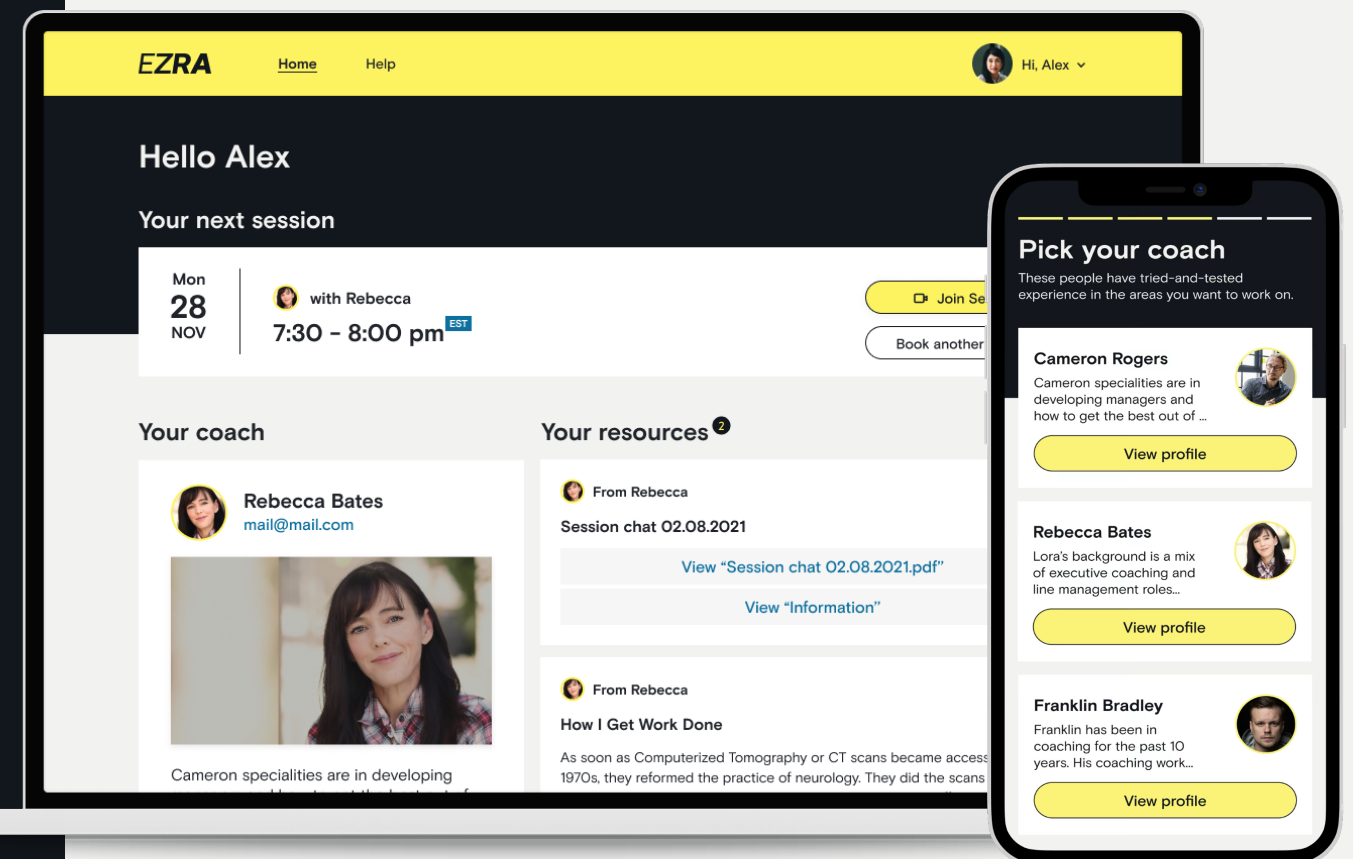 EZRA
Home
Help
Hi, Alex
Hello Alex
Your next session
Mon
28
NOV
with Rebecca
7:30 - 8:00 pm EST
Join
Book another
Your coach
Rebecca Bates
mail@mail.com
Cameron specialities are in developing
Your resources 2
From Rebecca
Session chat 02.08.2021
View “Session chat 02.08.2021.pdf”
View “Information”
From Rebecca
How I Get Work Done
As soon as Computerized Tomography or CT scans became
1970s, they reformed the practice of neurology. They did the scans
Pick your coach
These people have tried-and-tested
experience in the areas you want to work on.
Cameron Rogers
Cameron specialities are in
developing managers and
how to get the best out of ...
View profile
Rebecca Bates
Lora’s background is a mix
of executive coaching and
line management roles...
View profile
Franklin Bradley
Franklin has been in
coaching for the past 10
years. His coaching work...
View profile